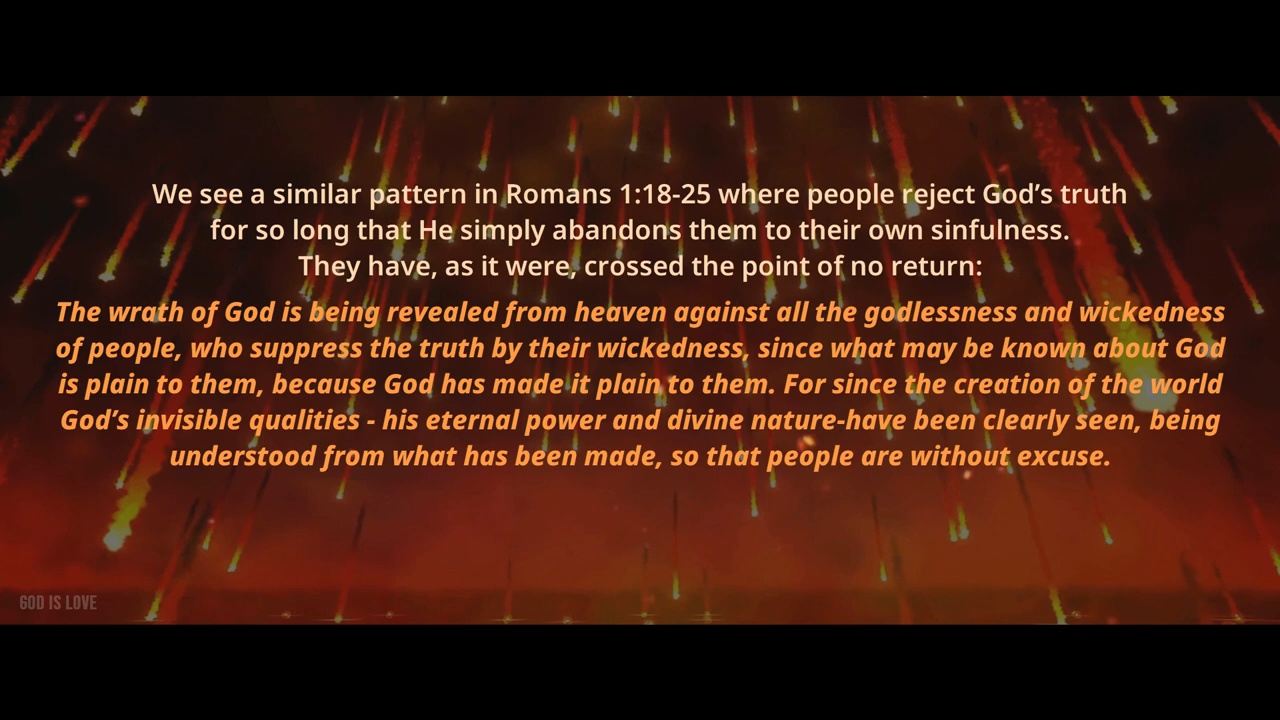 We see a similar pattern in Romans 1:18-25 where people reject God’s truth
for so long that He simply abandons them to their own sinfulness.
They have, as it were, crossed the point of no return:
The wrath of God is being revealed from heaven against all the godlessness and wickedness
of people, who suppress the truth by their wickedness, since what may be known about God
is plain to them, because God has made it plain to them. For since the creation of the world
God’s invisible qualities - his eternal power and divine nature-have been clearly seen, being
understood from what has been made, so that people are without excuse.
GOD IS LOVE